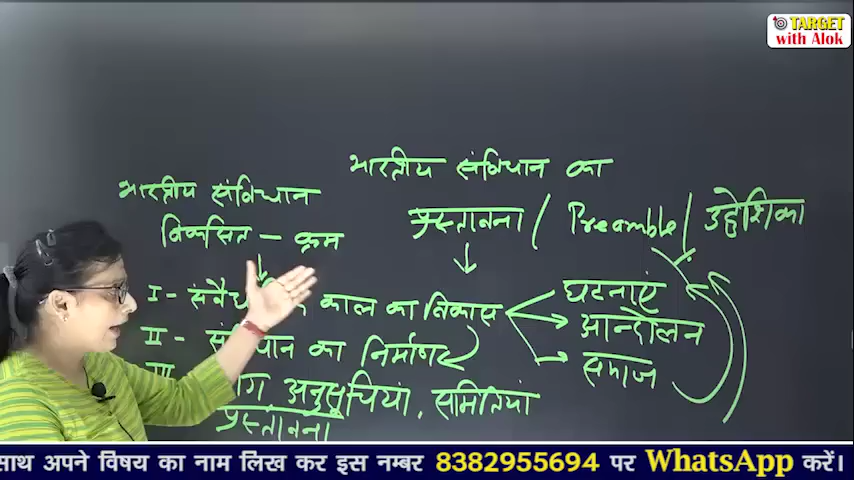 TARGET
with Alok
भारतीय संविधान का
प्रस्तावना / Preamble / उद्देशिका
भारतीय संविधान
विकसित - क्रम
I - काल का विकास
घटनाएं
आन्दोलन
समाज
II - का निर्माण
III अनुसूचियां, समितियां
प्रस्तावना
साथ अपने विषय का नाम लिख कर इस नम्बर 8382955694 पर WhatsApp करें।